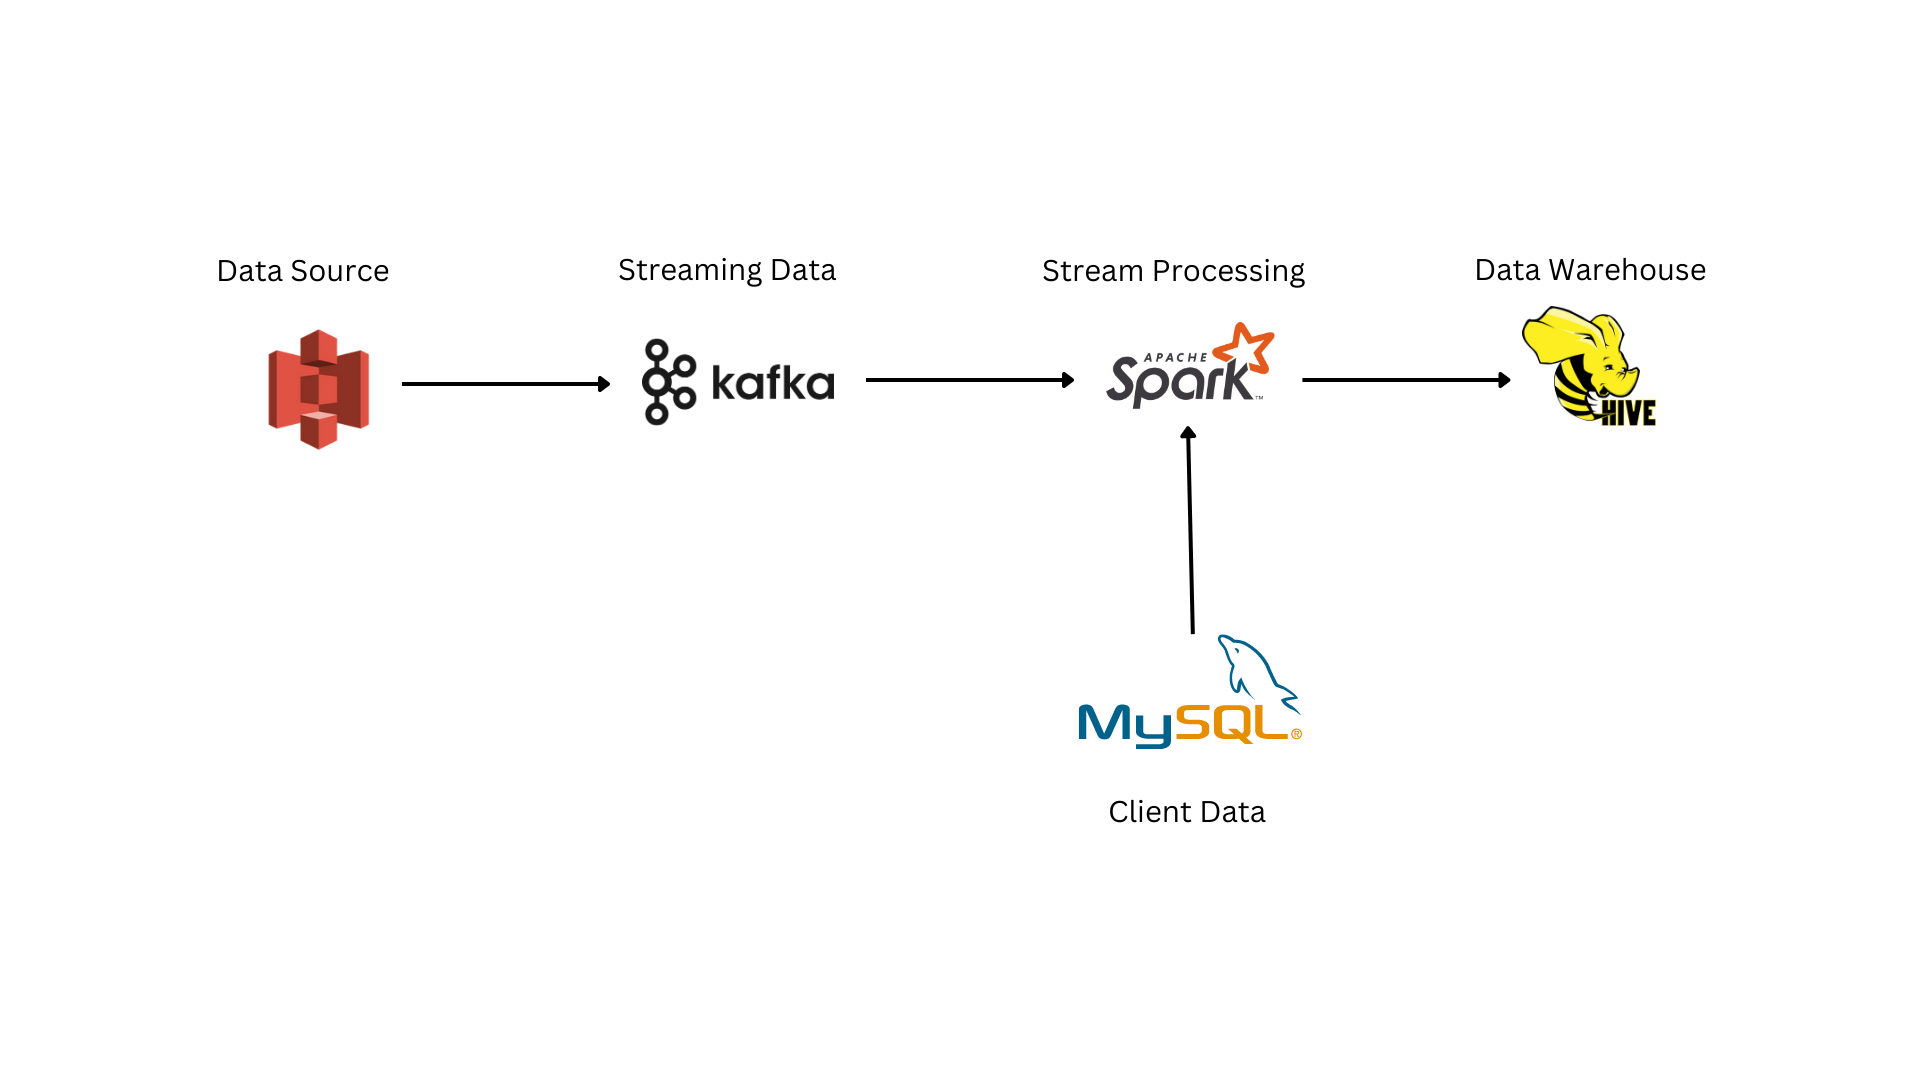 Data Source
Streaming Data
Stream Processing
Data Warehouse
kafka
APACHE
Spark™
HIVE
MySQL®
Client Data